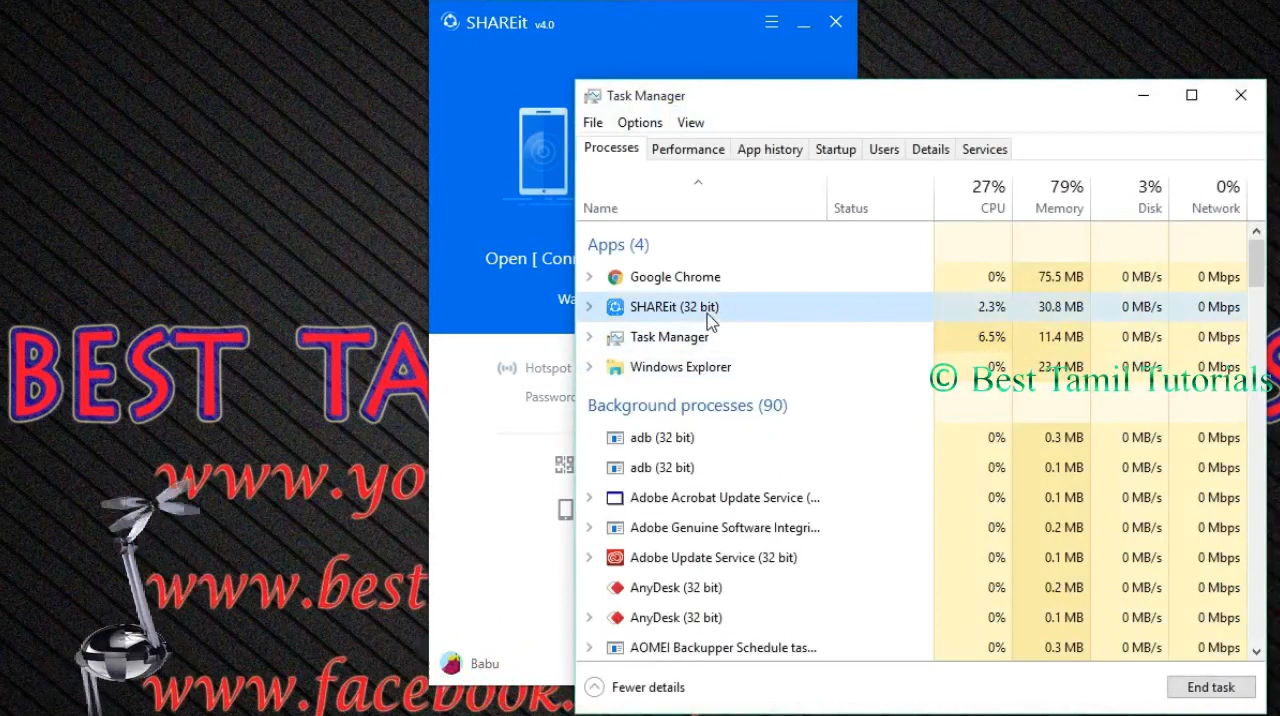 SHAREit v4.0
Open [ Con
Wa
Hotspot
Password
Babu
Task Manager
File Options View
Processes Performance App history Startup Users Details Services
27% 79% 3% 0%
Name Status CPU Memory Disk Network
Apps (4)
Google Chrome 0% 75.5 MB 0 MB/s 0 Mbps
SHAREit (32 bit) 2.3% 30.8 MB 0 MB/s 0 Mbps
Task Manager 6.5% 11.4 MB 0 MB/s 0 Mbps
Windows Explorer 0% 23.4 MB 0 MB/s 0 Mbps
© Best Tamil Tutorials
Background processes (90)
adb (32 bit) 0% 0.3 MB 0 MB/s 0 Mbps
adb (32 bit) 0% 0.1 MB 0 MB/s 0 Mbps
Adobe Acrobat Update Service (... 0% 0.1 MB 0 MB/s 0 Mbps
Adobe Genuine Software Integri... 0% 0.2 MB 0 MB/s 0 Mbps
Adobe Update Service (32 bit) 0% 0.1 MB 0 MB/s 0 Mbps
AnyDesk (32 bit) 0% 0.2 MB 0 MB/s 0 Mbps
AnyDesk (32 bit) 0% 0.1 MB 0 MB/s 0 Mbps
AOMEI Backupper Schedule tas... 0% 0.3 MB 0 MB/s 0 Mbps
Fewer details End task
BEST TA
www.yo
www.best
www.facebook.